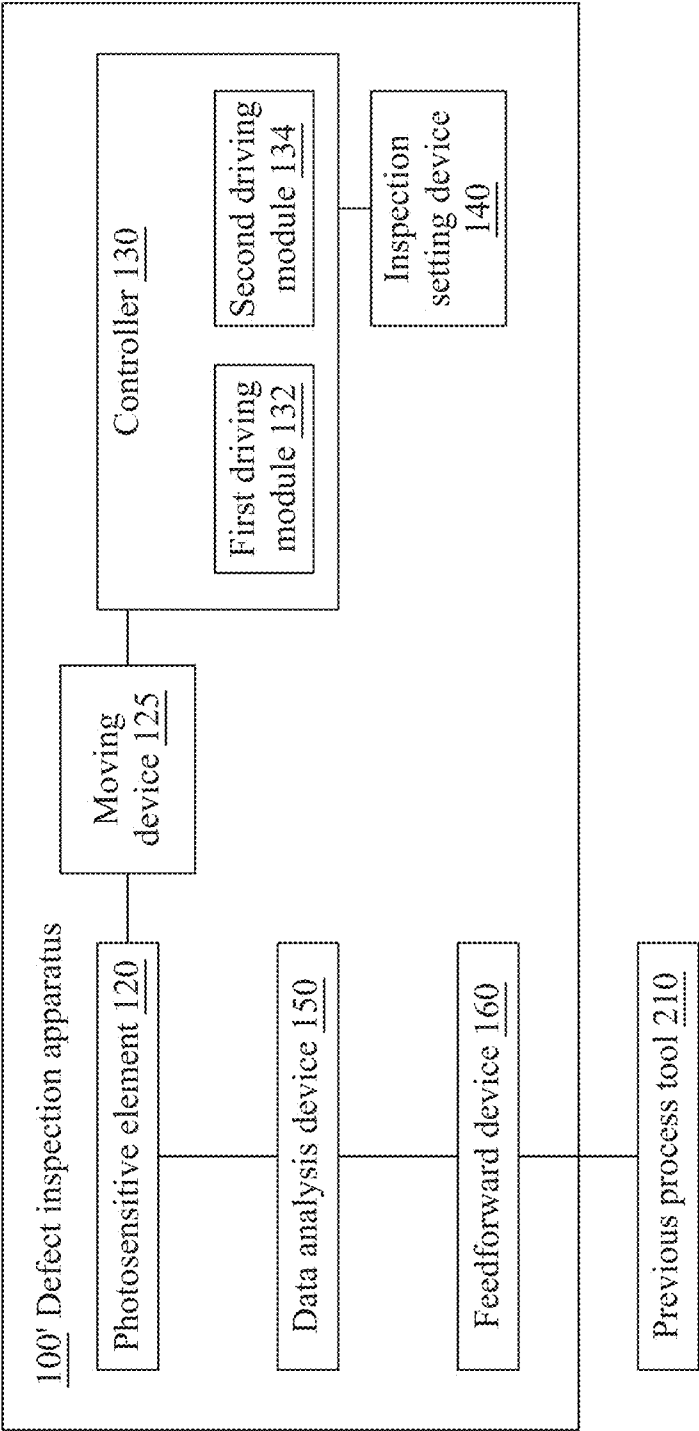 100' Defect inspection apparatus
Photosensitive element 120
Moving
device 125
Controller 130
First driving
module 132
Second driving
module 134
Inspection
setting device
140
Data analysis device 150
Feedforward device 160
Previous process tool 210